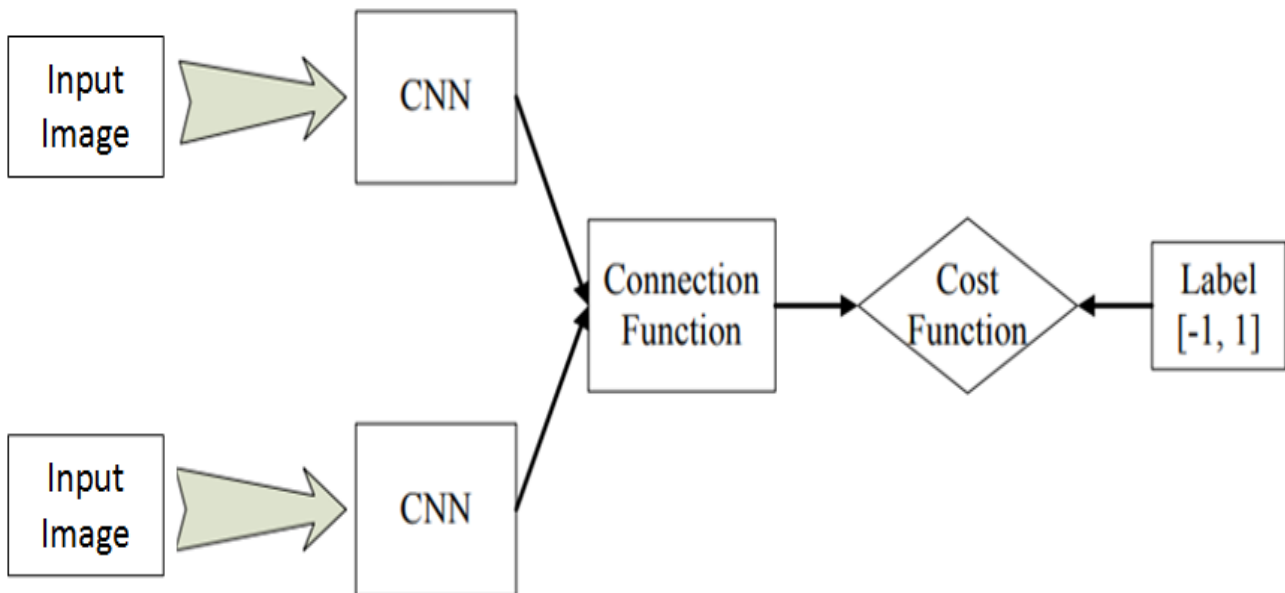 Input
Image
CNN
Connection
Function
Cost
Function
Label
[-1, 1]
Input
Image
CNN